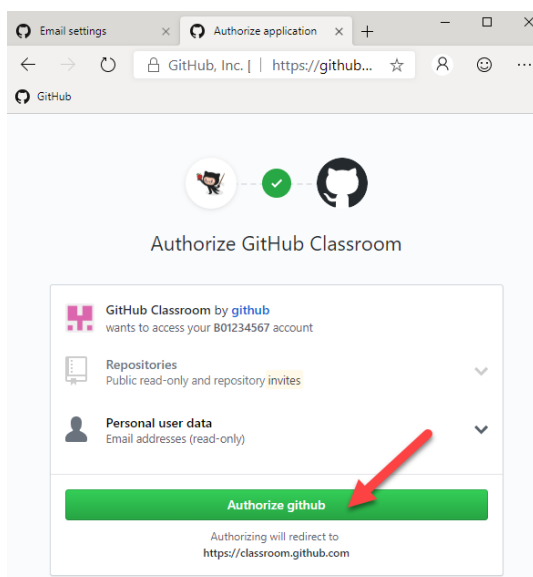 Email settings
Authorize application
GitHub, Inc. [ | https://github...
GitHub
Authorize GitHub Classroom
GitHub Classroom by github
wants to access your B01234567 account
Repositories
Public read-only and repository invites
Personal user data
Email addresses (read-only)
Authorize github
Authorizing will redirect to
https://classroom.github.com